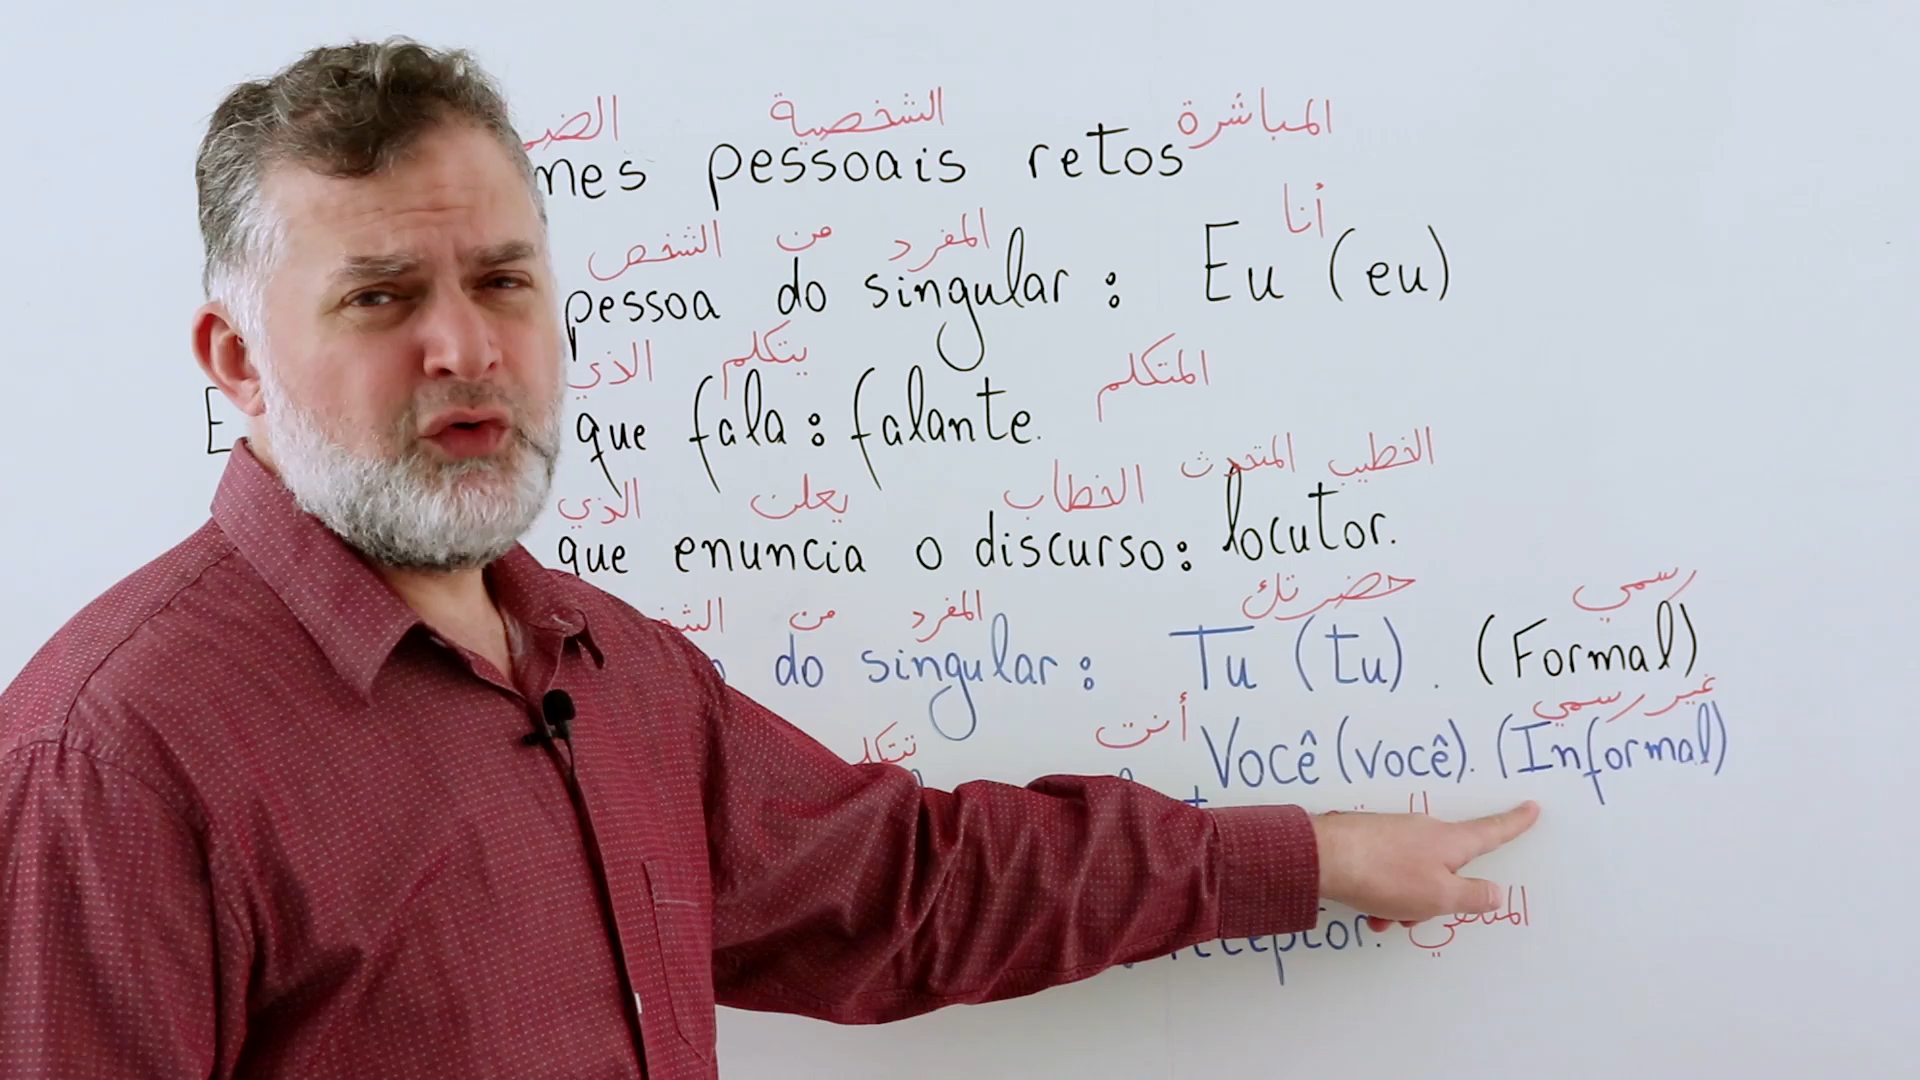 الشخصية المباشرة
pessoais retos
الشخص من المفرد أنا
pessoa do singular : Eu (eu)
الذي يتكلم المتكلم
que fala : falante.
الذي يعلن الخطاب المتحدث الخطيب
que enuncia o discurso : locutor.
من المفرد حضرتك رسمي
do singular : Tu (tu) . (Formal)
أنت غير رسمي
Você (você). (Informal)
receptor. المتلقي